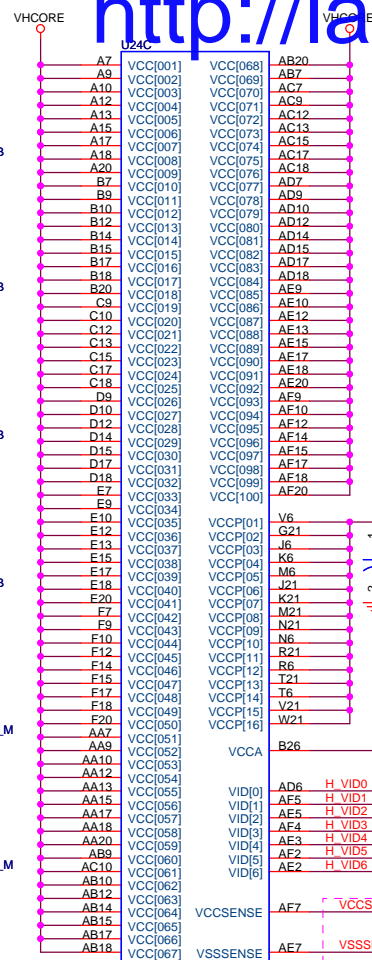 http://la
VHCORE
VHCORE
U24C
A7 VCC[001] VCC[068] AB20
A9 VCC[002] VCC[069] AB7
A10 VCC[003] VCC[070] AC7
A12 VCC[004] VCC[071] AC9
A13 VCC[005] VCC[072] AC12
A15 VCC[006] VCC[073] AC13
A17 VCC[007] VCC[074] AC15
A18 VCC[008] VCC[075] AC17
A20 VCC[009] VCC[076] AC18
B7 VCC[010] VCC[077] AD7
B9 VCC[011] VCC[078] AD9
B10 VCC[012] VCC[079] AD10
B12 VCC[013] VCC[080] AD12
B14 VCC[014] VCC[081] AD14
B15 VCC[015] VCC[082] AD15
B17 VCC[016] VCC[083] AD17
B18 VCC[017] VCC[084] AD18
B20 VCC[018] VCC[085] AE9
C9 VCC[019] VCC[086] AE10
C10 VCC[020] VCC[087] AE12
C12 VCC[021] VCC[088] AE13
C13 VCC[022] VCC[089] AE15
C15 VCC[023] VCC[090] AE17
C17 VCC[024] VCC[091] AE18
C18 VCC[025] VCC[092] AE20
D9 VCC[026] VCC[093] AF9
D10 VCC[027] VCC[094] AF10
D12 VCC[028] VCC[095] AF12
D14 VCC[029] VCC[096] AF14
D15 VCC[030] VCC[097] AF15
D17 VCC[031] VCC[098] AF17
D18 VCC[032] VCC[099] AF18
E7 VCC[033] VCC[100] AF20
E9 VCC[034]
E10 VCC[035] VCCP[01] V6
E12 VCC[036] VCCP[02] G21
E13 VCC[037] VCCP[03] J6
E15 VCC[038] VCCP[04] K6
E17 VCC[039] VCCP[05] M6
E18 VCC[040] VCCP[06] J21
E20 VCC[041] VCCP[07] K21
F7 VCC[042] VCCP[08] M21
F9 VCC[043] VCCP[09] N21
F10 VCC[044] VCCP[10] N6
F12 VCC[045] VCCP[11] R21
F14 VCC[046] VCCP[12] R6
F15 VCC[047] VCCP[13] T21
F17 VCC[048] VCCP[14] T6
F18 VCC[049] VCCP[15] V21
F20 VCC[050] VCCP[16] W21
AA7 VCC[051]
AA9 VCC[052] VCCA B26
AA10 VCC[053]
AA12 VCC[054]
AA13 VCC[055] VID[0] AD6 H_VID0
AA15 VCC[056] VID[1] AF5 H_VID1
AA17 VCC[057] VID[2] AE5 H_VID2
AA18 VCC[058] VID[3] AF4 H_VID3
AA20 VCC[059] VID[4] AE3 H_VID4
AB9 VCC[060] VID[5] AF2 H_VID5
AC10 VCC[061] VID[6] AE2 H_VID6
AB10 VCC[062]
AB12 VCC[063]
AB14 VCC[064] VCCSENSE AF7 VCCS
AB15 VCC[065]
AB17 VCC[066]
AB18 VCC[067] VSSSENSE AE7 VSSS